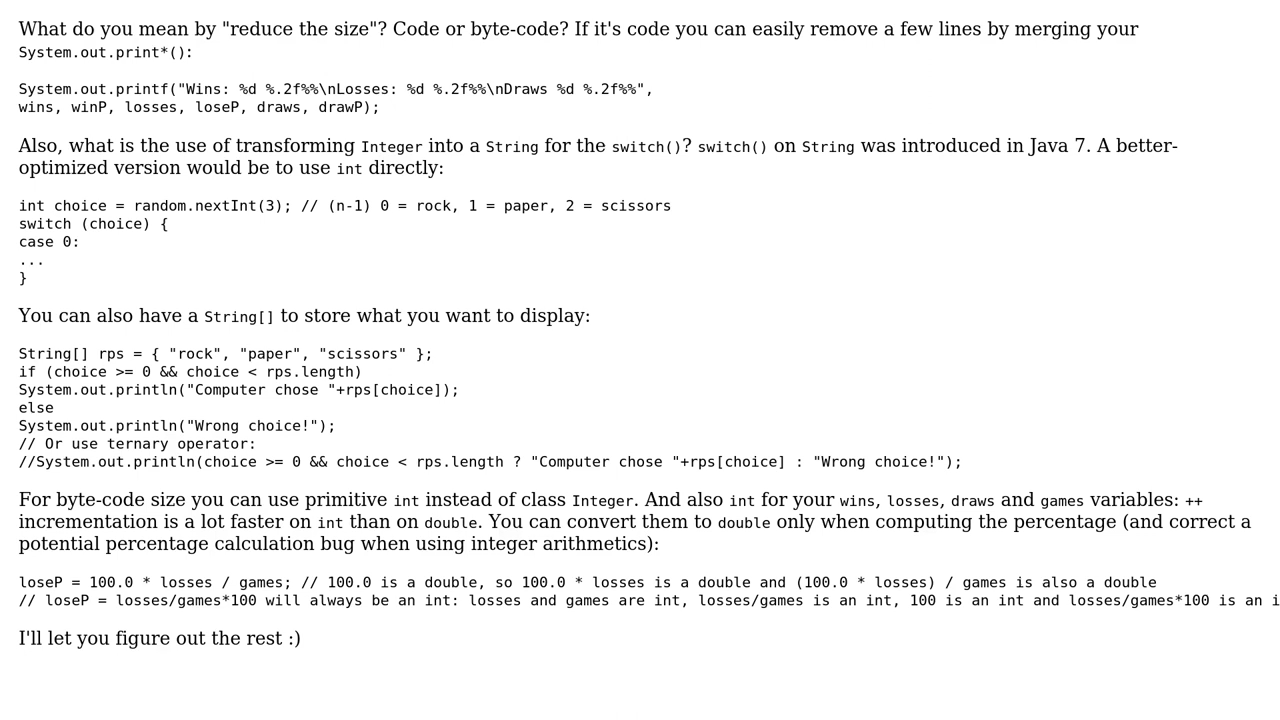 What do you mean by "reduce the size"? Code or byte-code? If it's code you can easily remove a few lines by merging your
System.out.print*():
System.out.printf("Wins: %d %.2f%%\nLosses: %d %.2f%%\nDraws %d %.2f%%",
wins, winP, losses, loseP, draws, drawP);
Also, what is the use of transforming Integer into a String for the switch()? switch() on String was introduced in Java 7. A better-
optimized version would be to use int directly:
int choice = random.nextInt(3); // (n-1) 0 = rock, 1 = paper, 2 = scissors
switch (choice) {
case 0:
...
}
You can also have a String[] to store what you want to display:
String[] rps = { "rock", "paper", "scissors" };
if (choice >= 0 && choice < rps.length)
System.out.println("Computer chose "+rps[choice]);
else
System.out.println("Wrong choice!");
// Or use ternary operator:
//System.out.println(choice >= 0 && choice < rps.length ? "Computer chose "+rps[choice] : "Wrong choice!");
For byte-code size you can use primitive int instead of class Integer. And also int for your wins, losses, draws and games variables: ++
incrementation is a lot faster on int than on double. You can convert them to double only when computing the percentage (and correct a
potential percentage calculation bug when using integer arithmetics):
loseP = 100.0 * losses / games; // 100.0 is a double, so 100.0 * losses is a double and (100.0 * losses) / games is also a double
// loseP = losses/games*100 will always be an int: losses and games are int, losses/games is an int, 100 is an int and losses/games*100 is an i
I'll let you figure out the rest :)